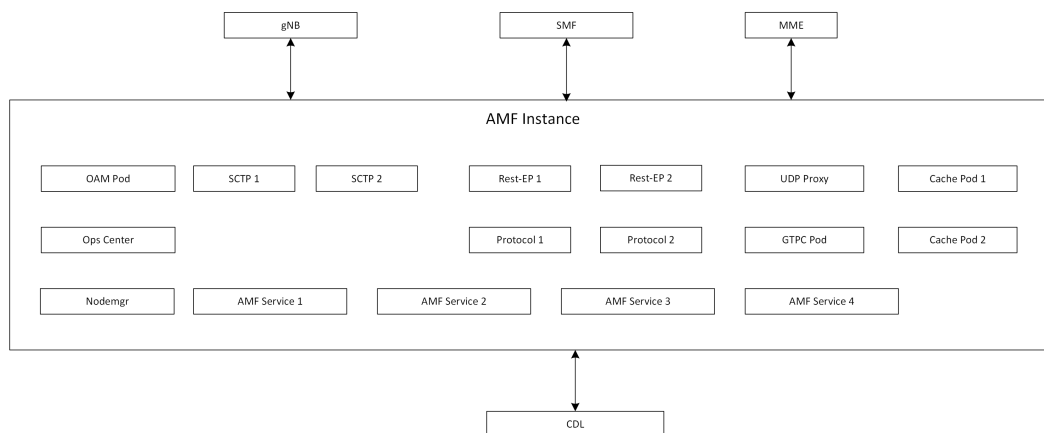 gNB
SMF
MME
AMF Instance
OAM Pod
SCTP 1
SCTP 2
Rest-EP 1
Rest-EP 2
UDP Proxy
Cache Pod 1
Ops Center
Protocol 1
Protocol 2
GTPC Pod
Cache Pod 2
Nodemgr
AMF Service 1
AMF Service 2
AMF Service 3
AMF Service 4
CDL